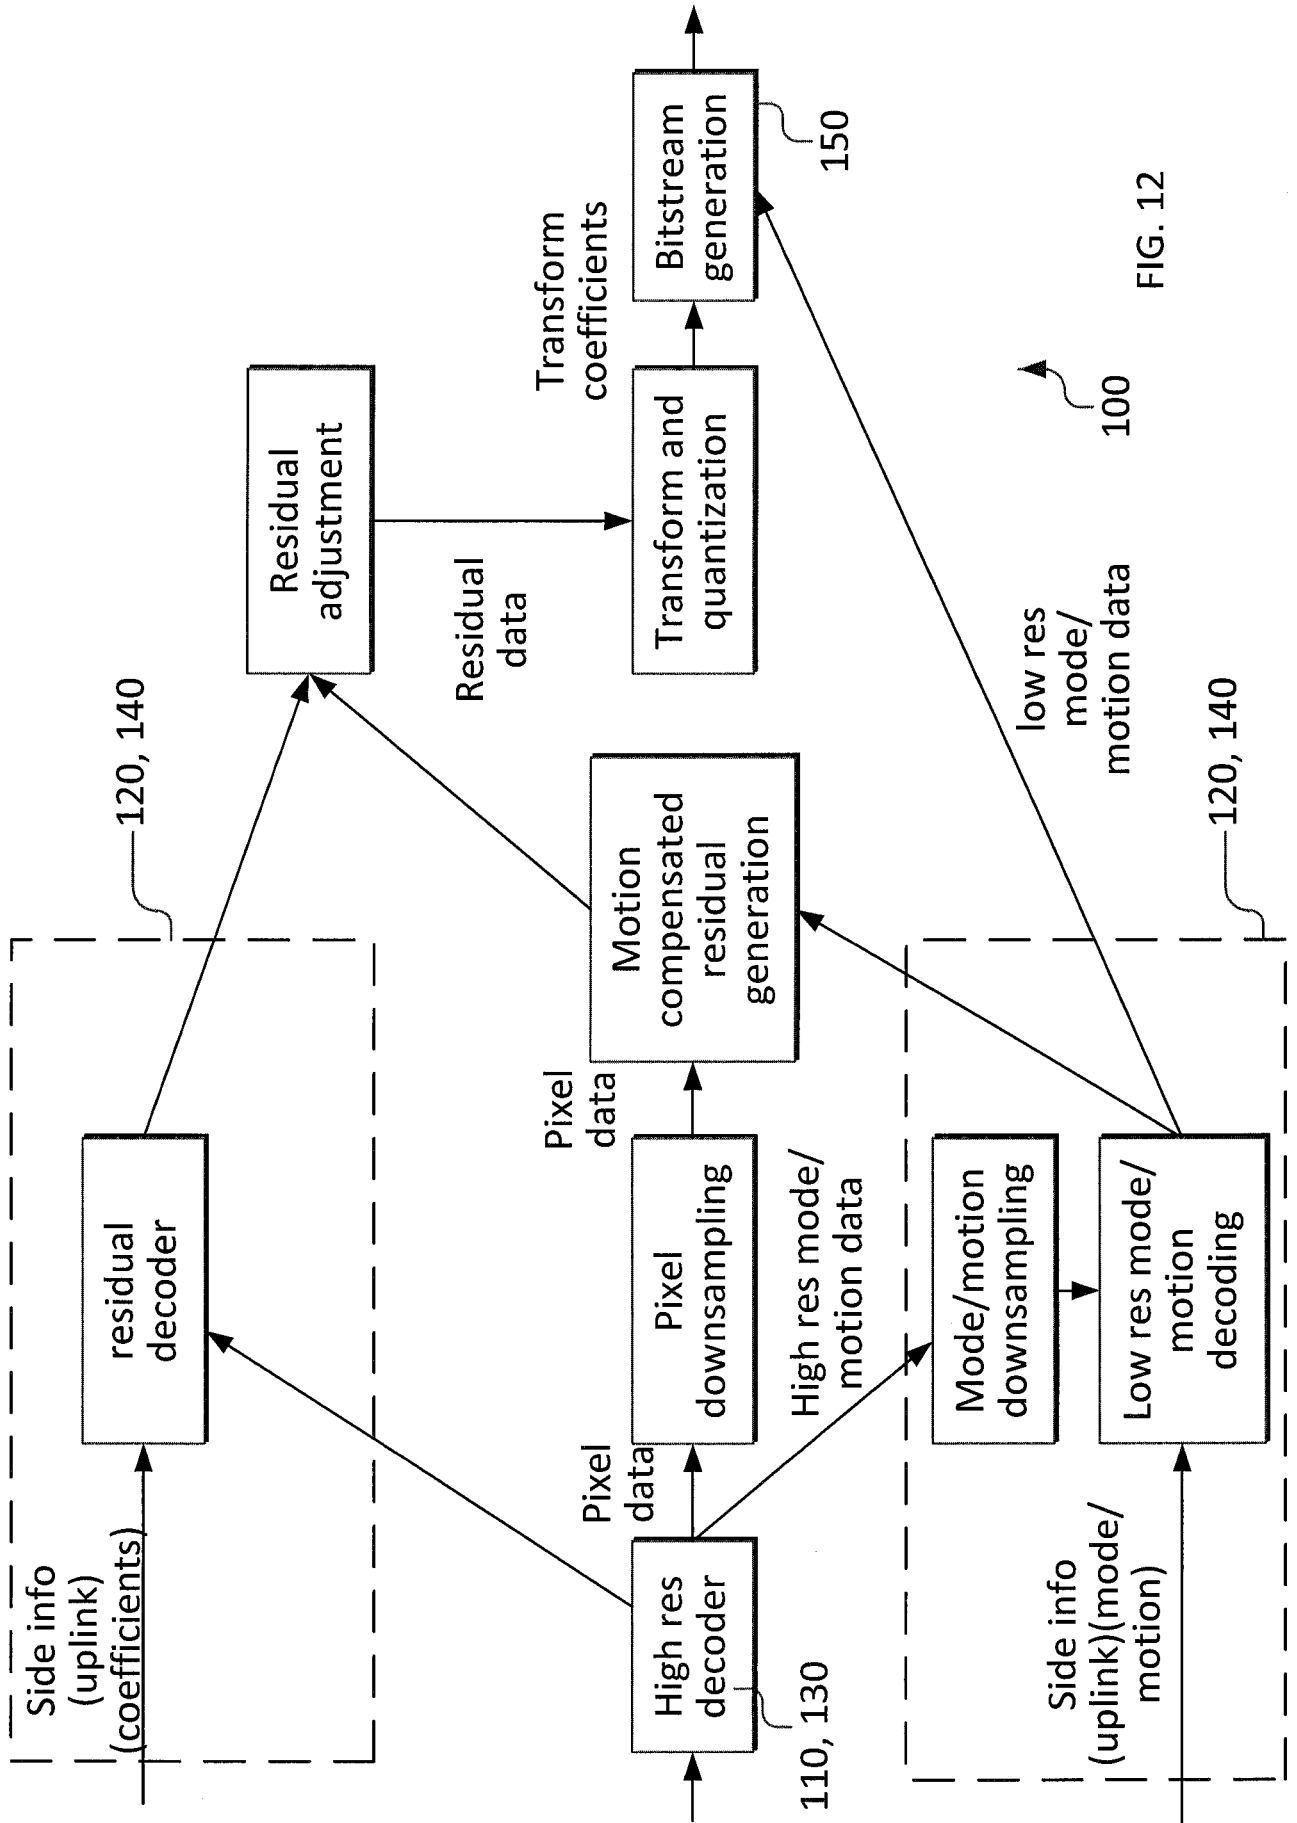 Side info
(uplink)
(coefficients)
residual
decoder
120, 140
Residual
adjustment
Residual
data
High res
decoder
110, 130
Pixel
data
Pixel
downsampling
Pixel
data
Motion
compensated
residual
generation
Transform and
quantization
Transform
coefficients
Bitstream
generation
150
High res mode/
motion data
Side info
(uplink)(mode/
motion)
Mode/motion
downsampling
Low res mode/
motion
decoding
120, 140
low res
mode/
motion data
100
FIG. 12